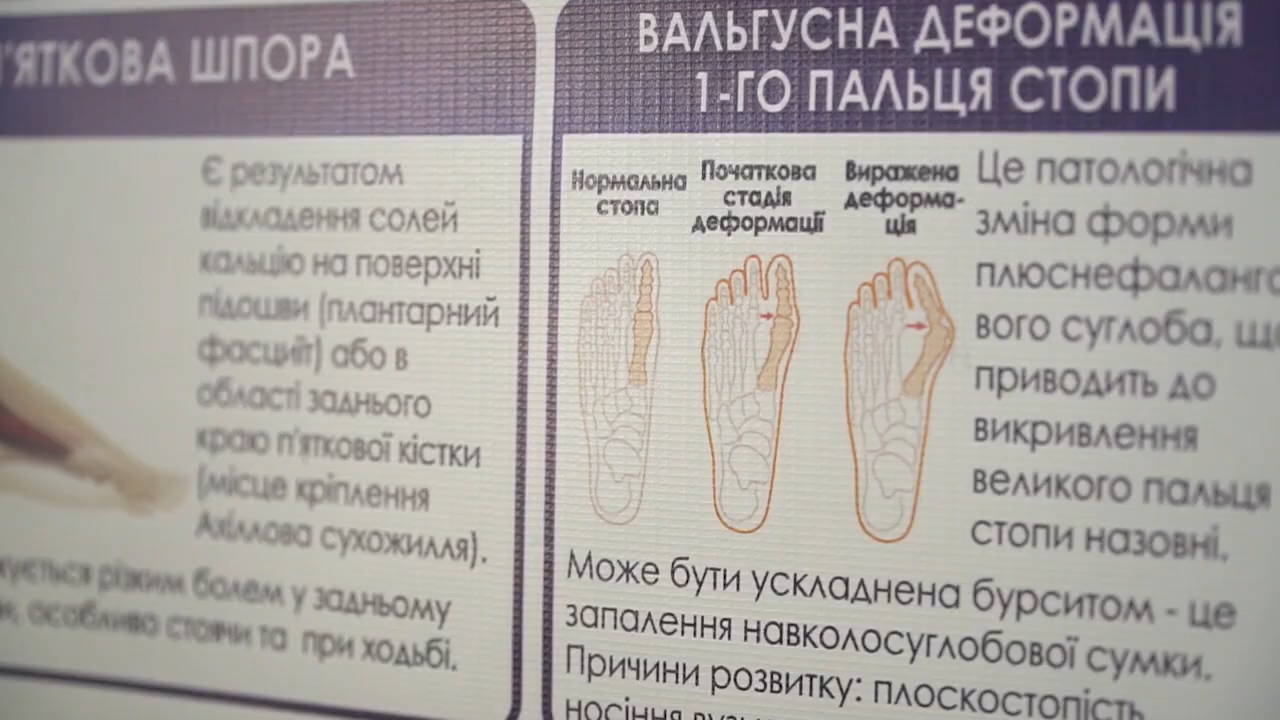 'ЯТКОВА ШПОРА
Є результатом
відкладення солей
кальцію на поверхні
підошви (плантарний
фасциїт) або в
області заднього
краю п'яткової кістки
(місце кріплення
Ахіллова сухожилля).
різким болем у задньому
особливо стоячи та при ходьбі.
ВАЛЬГУСНА ДЕФОРМАЦІЯ
1-ГО ПАЛЬЦЯ СТОПИ
Нормальна
стопа
Початкова
стадія
деформації
Виражена
деформа-
ція
Це патологічна
зміна форми
плюснефаланго
вого суглоба, що
приводить до
викривлення
великого пальця
стопи назовні.
Може бути ускладнена бурситом - це
запалення навколосуглобової сумки.
Причини розвитку: плоскостопість
носіння